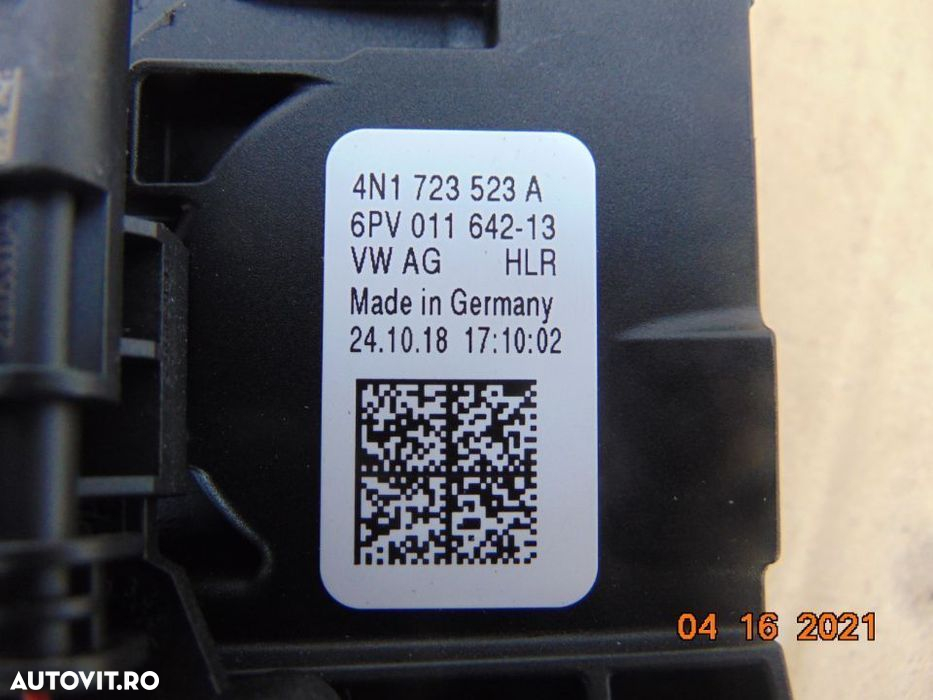 4N1 723 523 A
6PV 011 642-13
VW AG HLR
Made in Germany
24.10.18 17:10:02
04 16 2021
AUTOVIT.RO